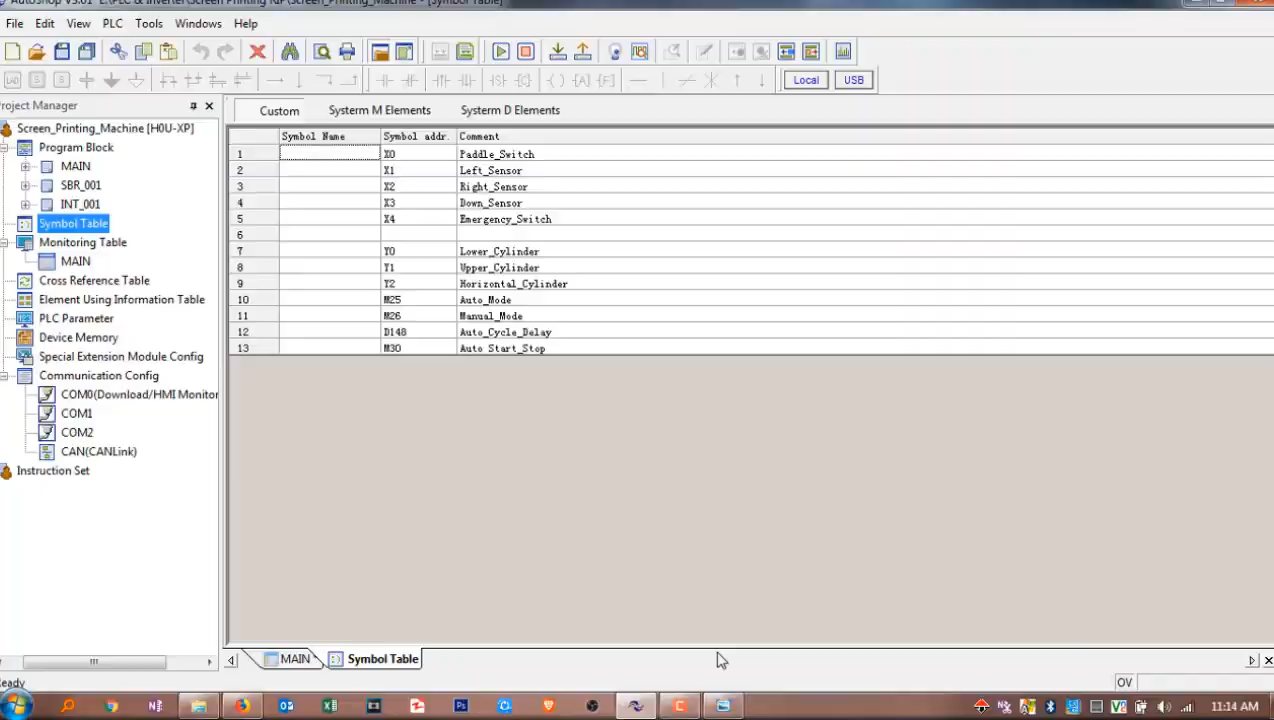 AutoShop V3.01 E:\PLC & Inverter\Screen Printing KIP\Screen_Printing_Machine - [Symbol Table]
File Edit View PLC Tools Windows Help
Local USB
Project Manager
Screen_Printing_Machine [H0U-XP]
Program Block
MAIN
SBR_001
INT_001
Symbol Table
Monitoring Table
MAIN
Cross Reference Table
Element Using Information Table
PLC Parameter
Device Memory
Special Extension Module Config
Communication Config
COM0(Download/HMI Monitor
COM1
COM2
CAN(CANLink)
Instruction Set
Custom Systerm M Elements Systerm D Elements
Symbol Name Symbol addr. Comment
1 X0 Paddle_Switch
2 X1 Left_Sensor
3 X2 Right_Sensor
4 X3 Down_Sensor
5 X4 Emergency_Switch
6
7 Y0 Lower_Cylinder
8 Y1 Upper_Cylinder
9 Y2 Horizontal_Cylinder
10 M25 Auto_Mode
11 M26 Manual_Mode
12 D148 Auto_Cycle_Delay
13 M30 Auto Start_Stop
MAIN Symbol Table
Ready OV
11:14 AM